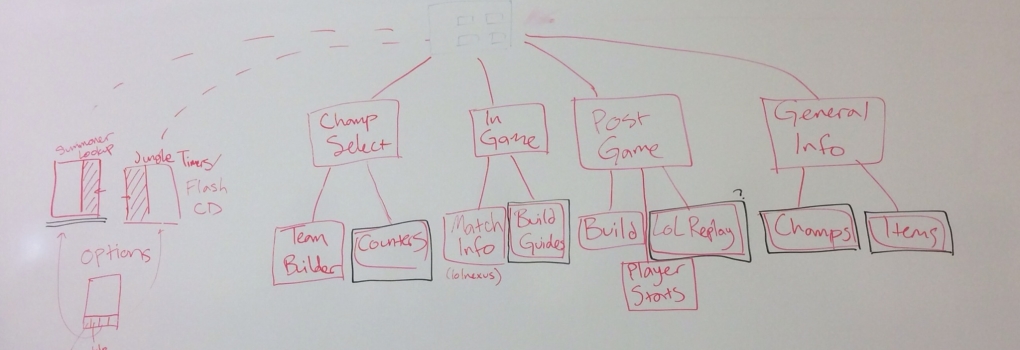 Champ
Select
In
Game
Post
Game
General
Info
Summoner
Lookup
Jungle Timers/
Flash
CD
Options
Team
Builder
Counters
Match
Info
(lolnexus)
Build
Guides
Build
LoL Replay
?
Player
Stats
Champs
Items